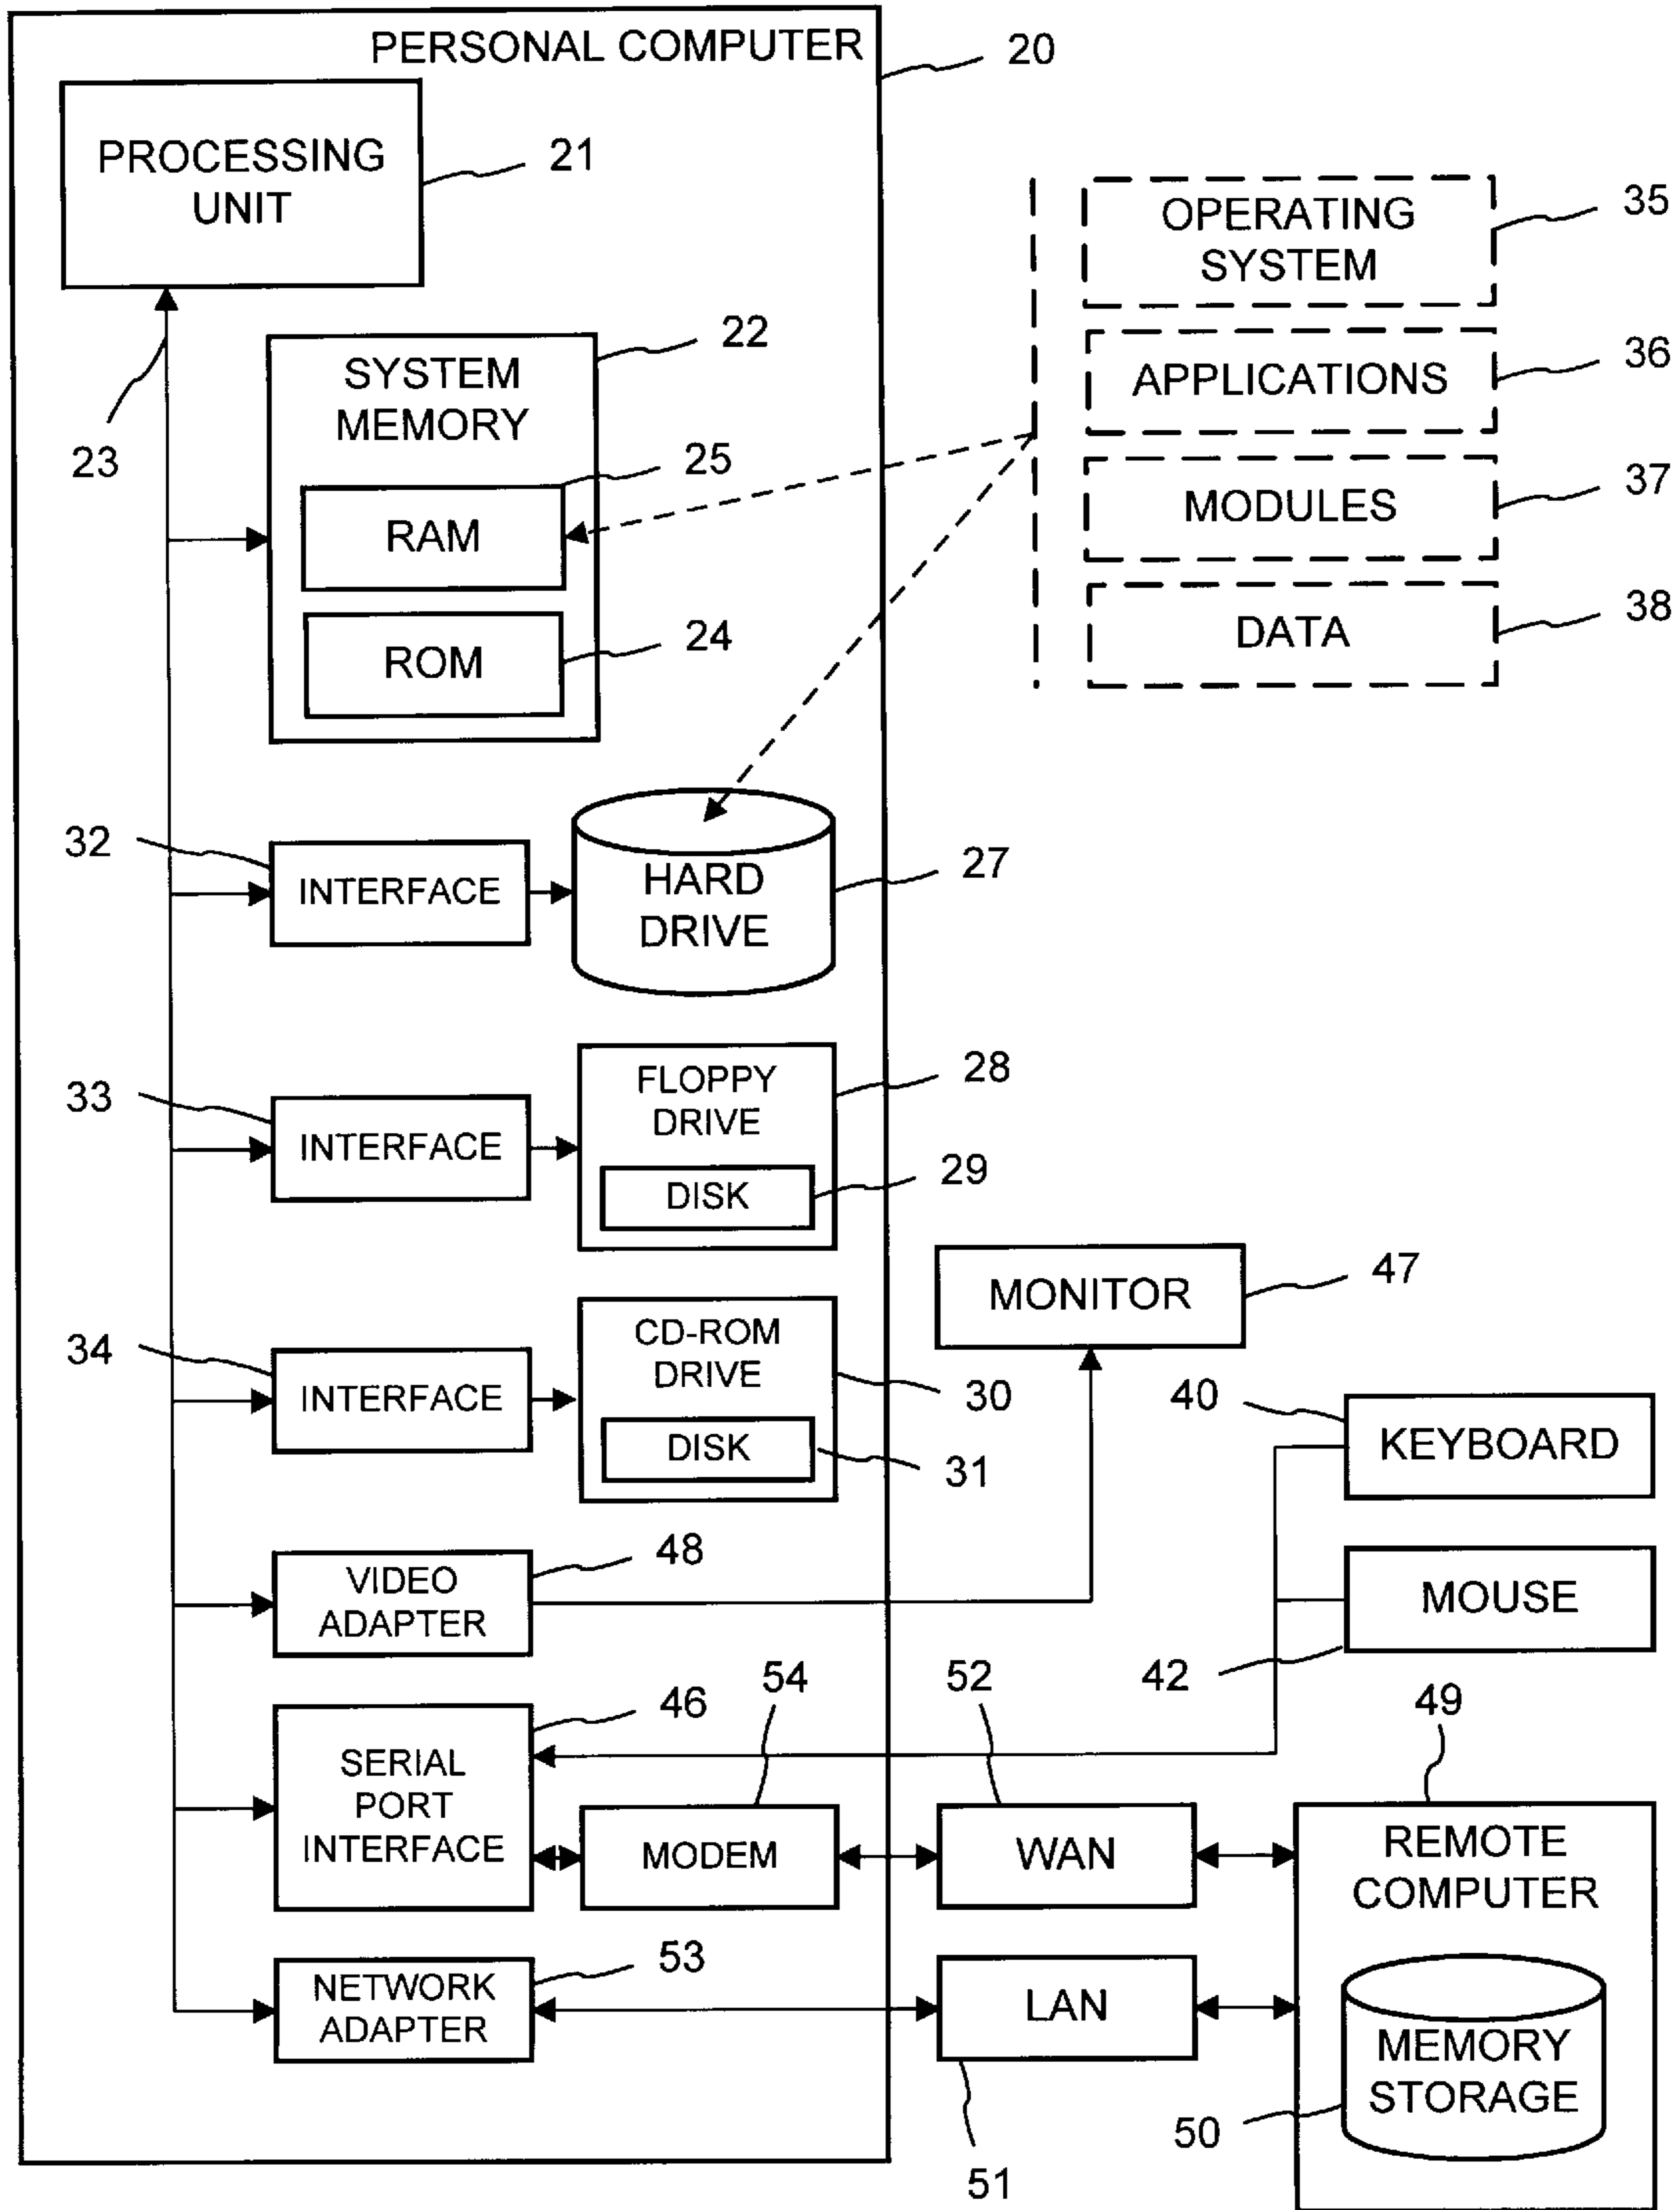 PERSONAL COMPUTER
20
PROCESSING
UNIT
21
23
SYSTEM
MEMORY
22
RAM
25
ROM
24
OPERATING
SYSTEM
35
APPLICATIONS
36
MODULES
37
DATA
38
32
INTERFACE
HARD
DRIVE
27
33
INTERFACE
FLOPPY
DRIVE
28
DISK
29
34
INTERFACE
CD-ROM
DRIVE
30
DISK
31
MONITOR
47
40
KEYBOARD
MOUSE
42
VIDEO
ADAPTER
48
SERIAL
PORT
INTERFACE
46
MODEM
54
WAN
52
REMOTE
COMPUTER
49
NETWORK
ADAPTER
53
LAN
51
MEMORY
STORAGE
50